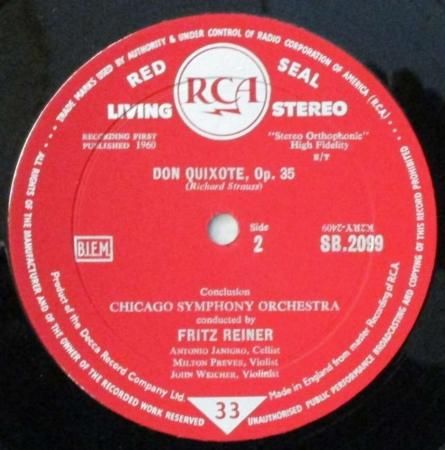 TRADE MARKS USED BY AUTHORITY & UNDER CONTROL OF RADIO CORPORATION OF AMERICA (R.C.A.)
ALL RIGHTS OF THE MANUFACTURER AND OF THE OWNER OF THE RECORDED WORK RESERVED
UNAUTHORISED PUBLIC PERFORMANCE BROADCASTING AND COPYING OF THIS RECORD PROHIBITED
RED SEAL
RCA
LIVING STEREO
RECORDING FIRST
PUBLISHED 1960
"Stereo Orthophonic"
High Fidelity
S/T
DON QUIXOTE, Op. 35
(Richard Strauss)
B.I.E.M.
Side
2
K2RY-2409
SB.2099
Conclusion
CHICAGO SYMPHONY ORCHESTRA
conducted by
FRITZ REINER
ANTONIO JANIGRO, Cellist
MILTON PREVES, Violist
JOHN WEICHER, Violinist
Product of the Decca Record Company Ltd.
Made in England from master Recording of R.C.A.
33